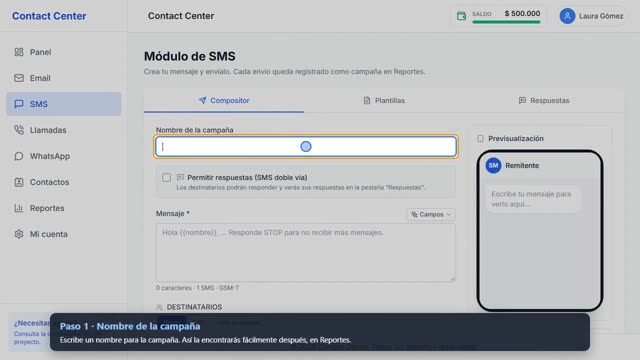 Contact Center
Contact Center
SALDO
$ 500.000
Laura Gómez
Panel
Email
SMS
Llamadas
WhatsApp
Contactos
Reportes
Mi cuenta
Módulo de SMS
Crea tu mensaje y envíalo. Cada envío queda registrado como campaña en Reportes.
Compositor
Plantillas
Respuestas
Nombre de la campaña
Permitir respuestas (SMS doble vía)
Los destinatarios podrán responder y verás sus respuestas en la pestaña "Respuestas".
Mensaje *
Campos
Hola {{nombre}}, ... Responde STOP para no recibir más mensajes.
0 caracteres · 1 SMS · GSM-7
DESTINATARIOS
Previsualización
SM
Remitente
Escribe tu mensaje para
verlo aquí...
¿Necesitas
Consulta la
proyecto.
Paso 1 · Nombre de la campaña
Escribe un nombre para la campaña. Así la encontrarás fácilmente después, en Reportes.